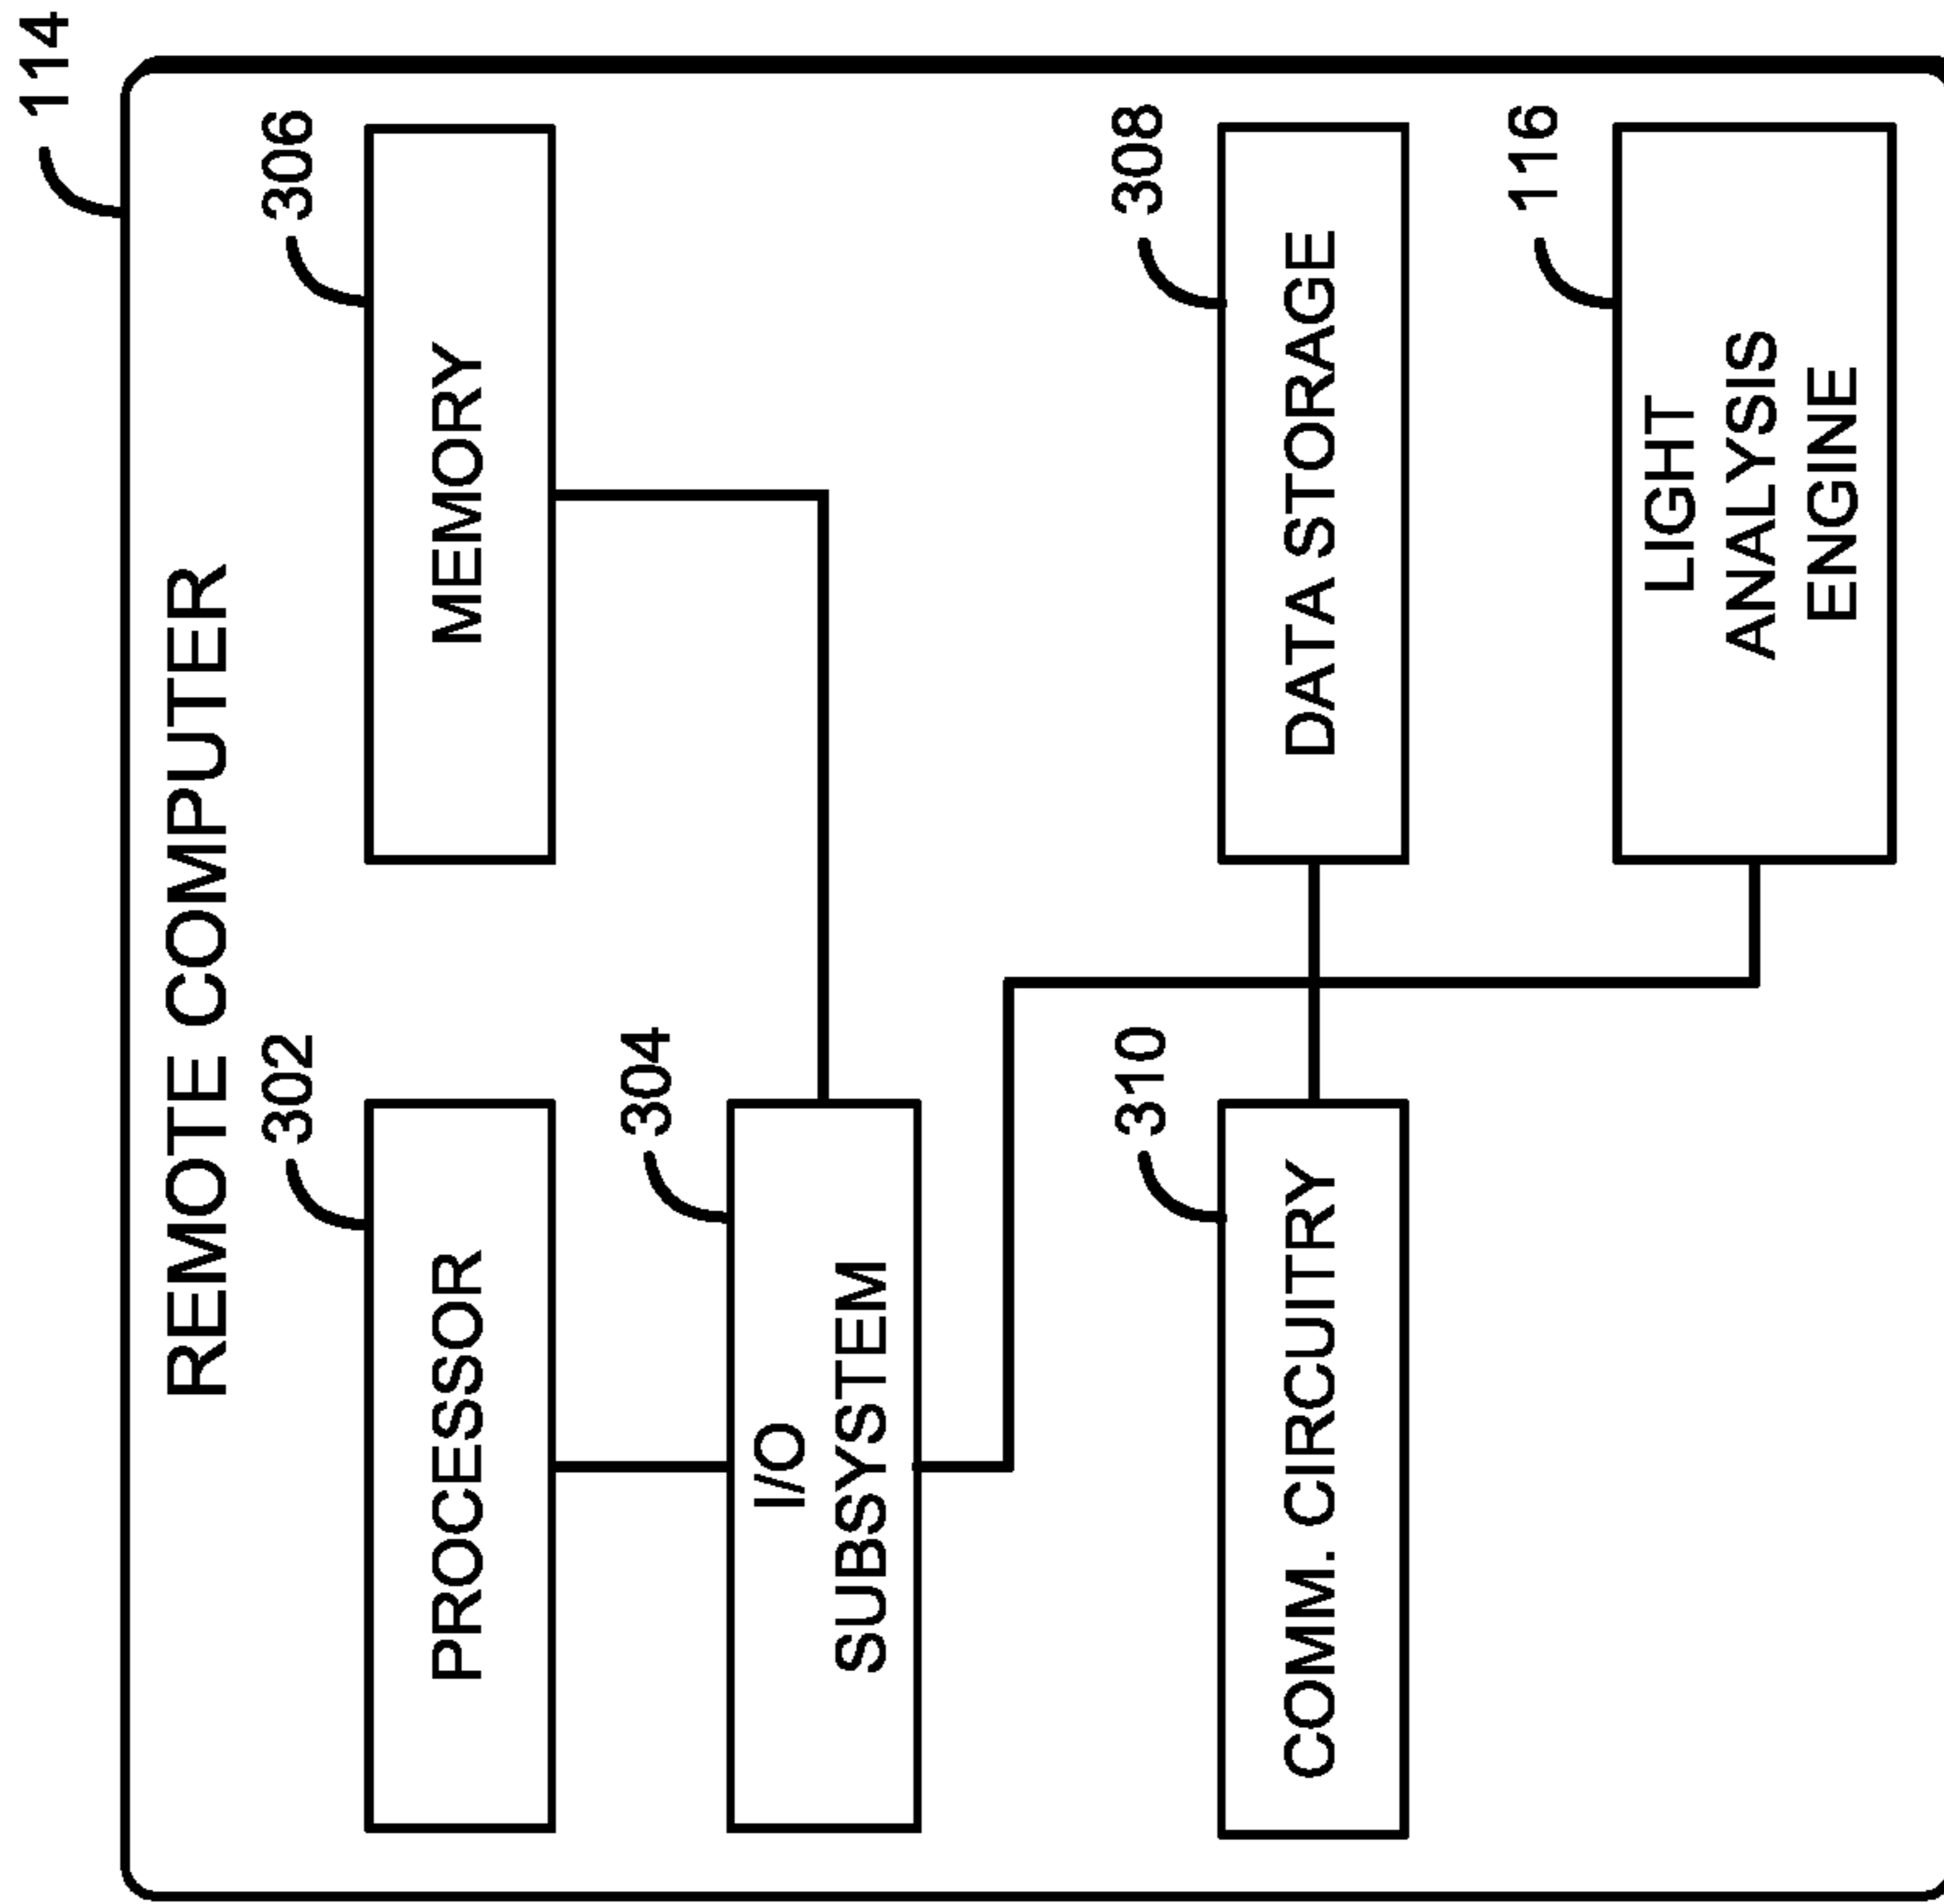 114
REMOTE COMPUTER
302
PROCESSOR
306
MEMORY
304
I/O
SUBSYSTEM
310
COMM. CIRCUITRY
308
DATA STORAGE
116
LIGHT
ANALYSIS
ENGINE